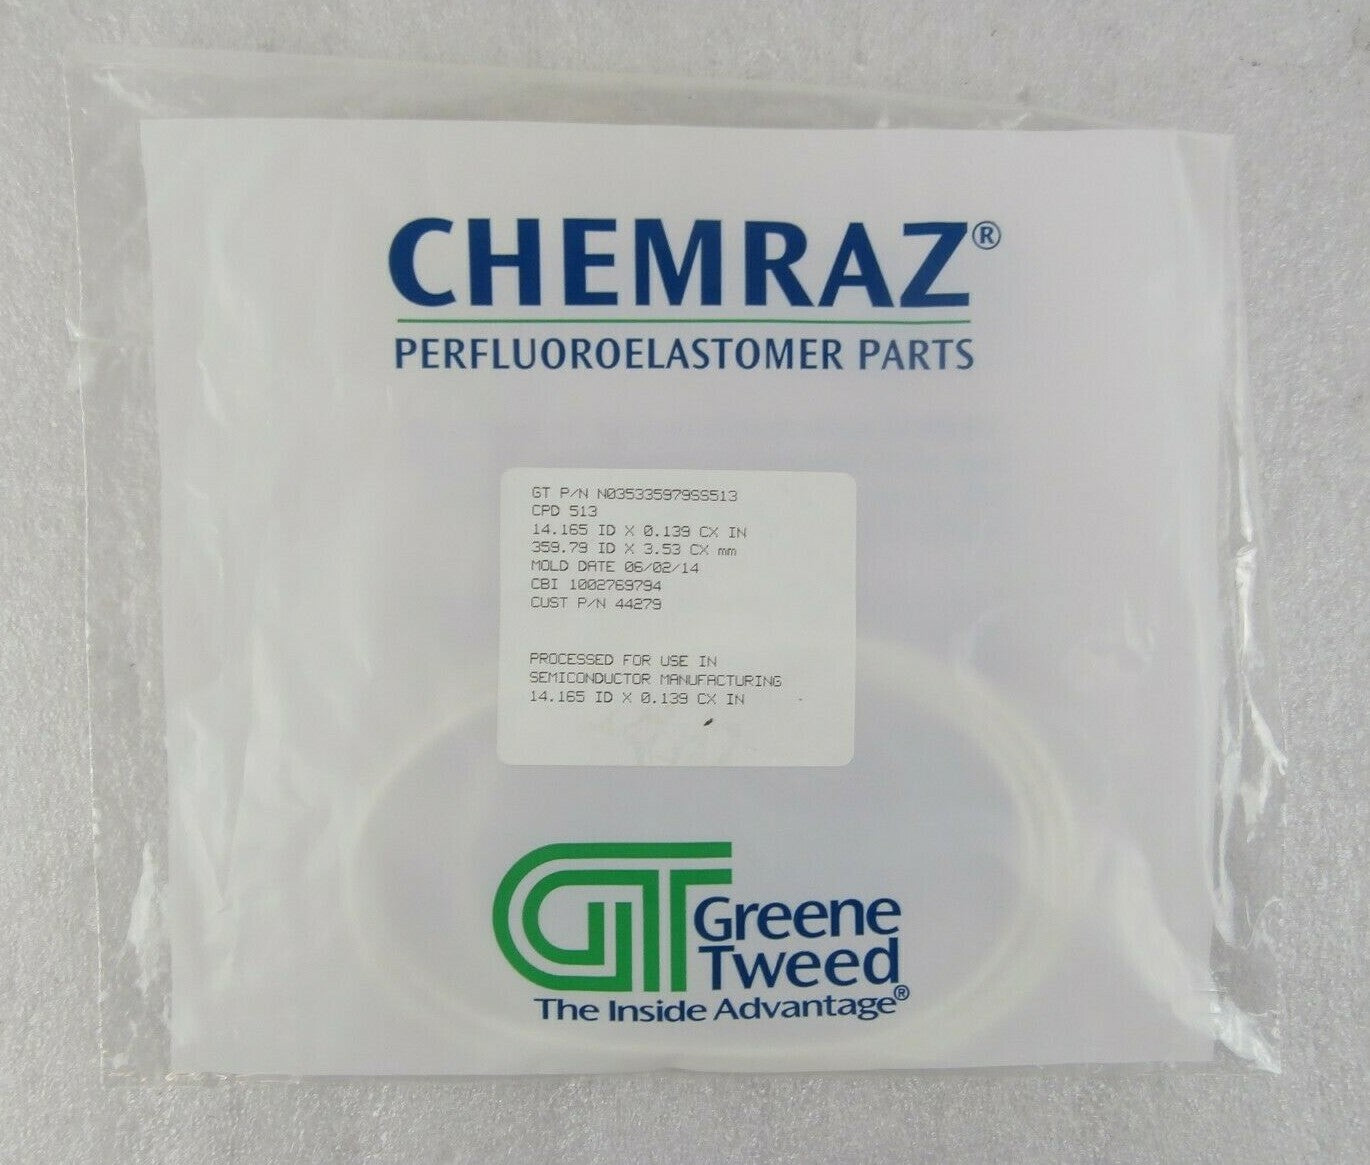 CHEMRAZ®
PERFLUOROELASTOMER PARTS
GT P/N N035335979SS513
CPD 513
14.165 ID X 0.139 CX IN
359.79 ID X 3.53 CX mm
MOLD DATE 06/02/14
CBI 1002769794
CUST P/N 44279
PROCESSED FOR USE IN
SEMICONDUCTOR MANUFACTURING
14.165 ID X 0.139 CX IN
GT Greene
Tweed
The Inside Advantage®